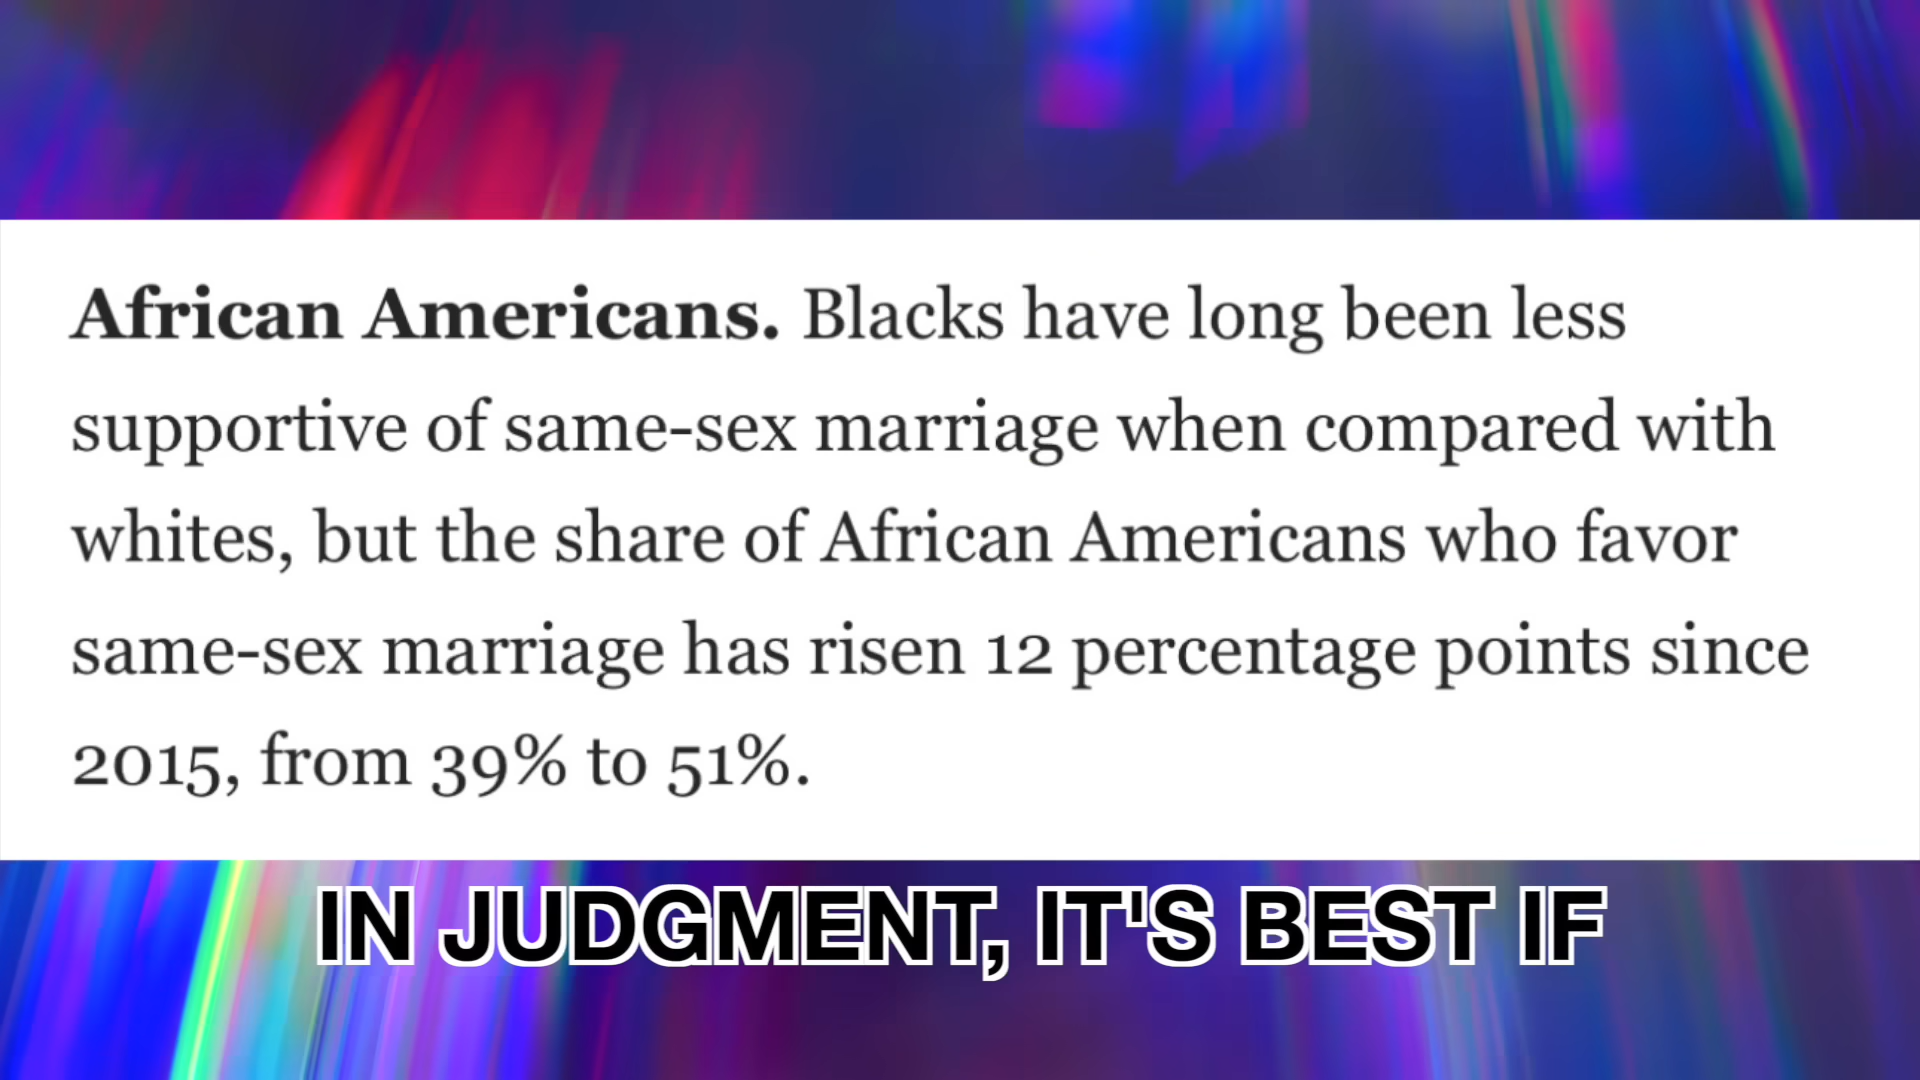 African Americans. Blacks have long been less
supportive of same-sex marriage when compared with
whites, but the share of African Americans who favor
same-sex marriage has risen 12 percentage points since
2015, from 39% to 51%.
IN JUDGMENT, IT'S BEST IF